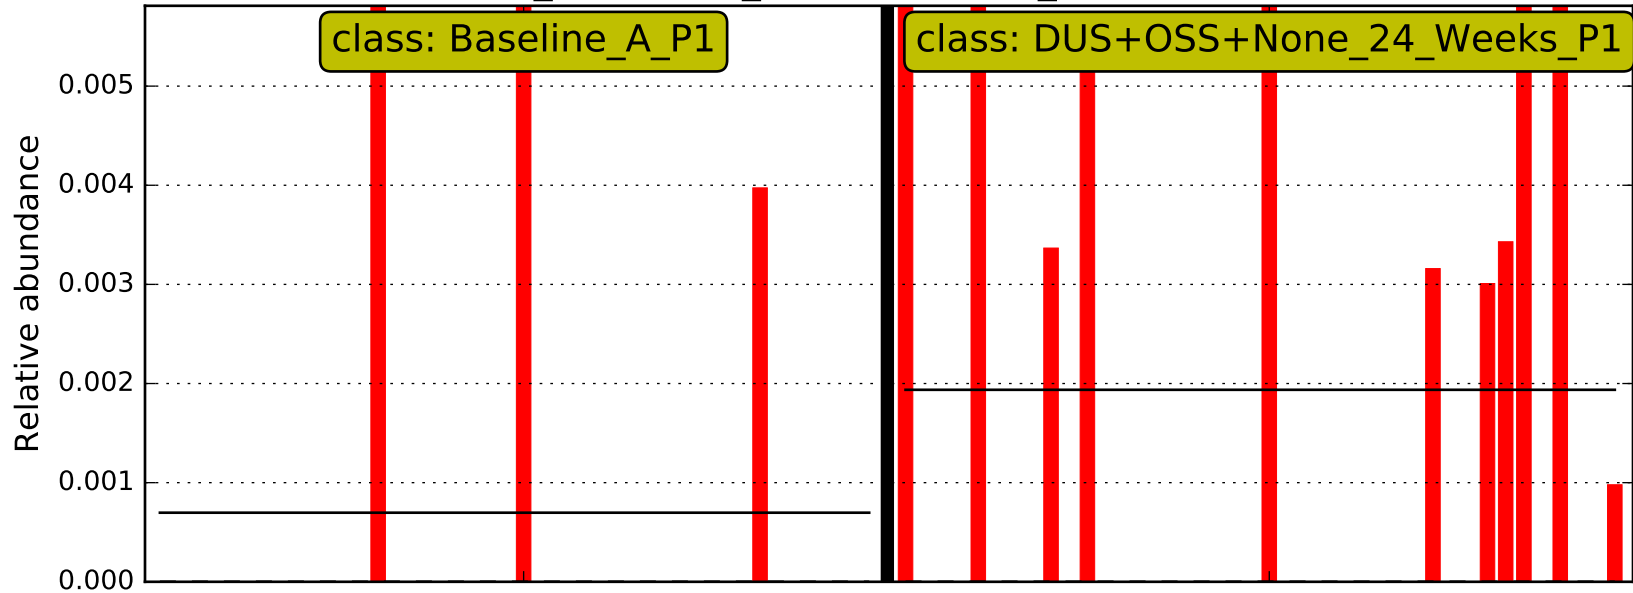 class: Baseline_A_P1
class: DUS+OSS+None_24_Weeks_P1
0.005
0.004
0.003
0.002
0.001
0.000
Relative abundance